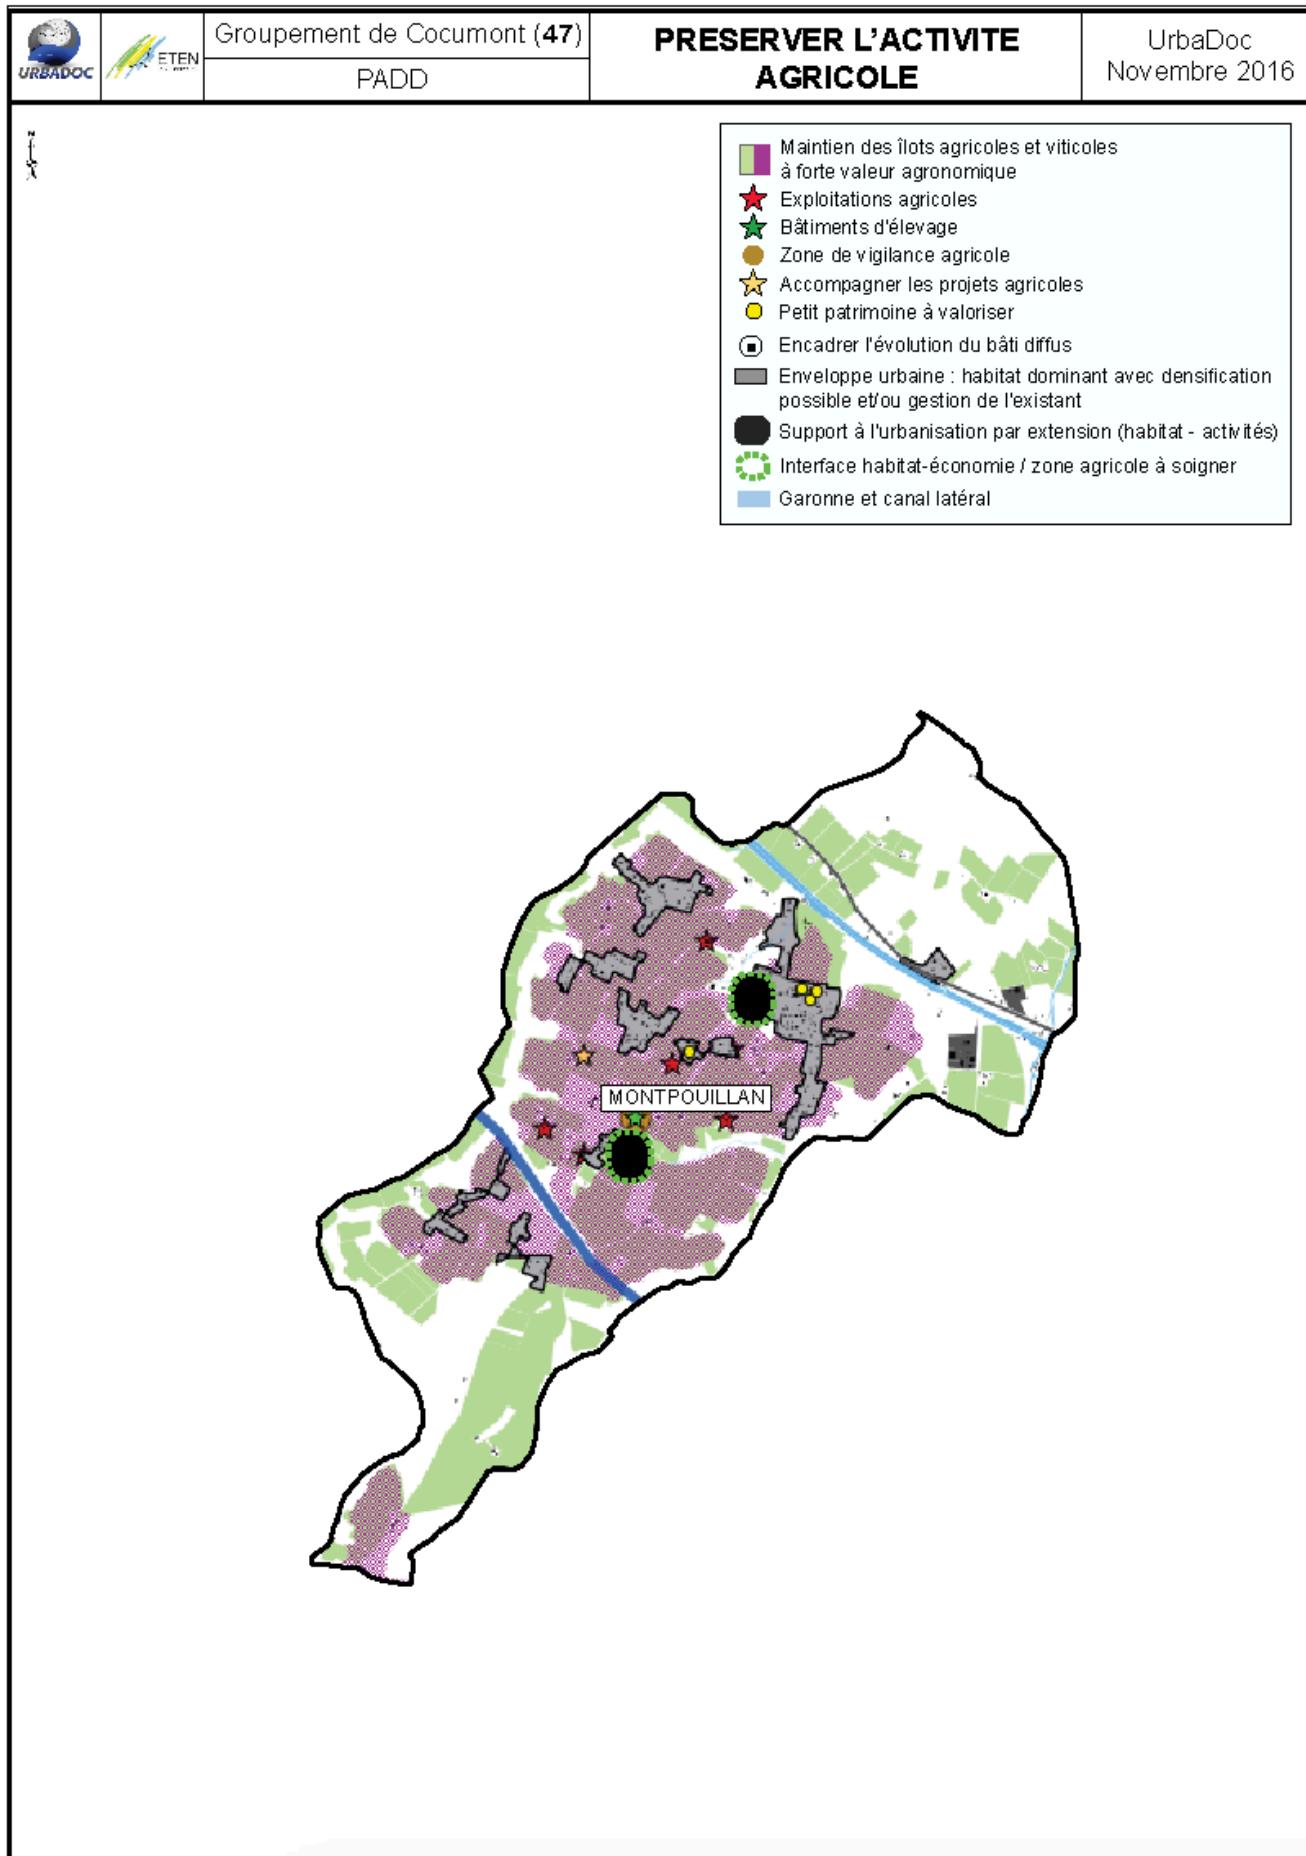 URBADOC
ETEN
Groupement de Cocumont (47)
PADD
PRESERVER L'ACTIVITE
AGRICOLE
UrbaDoc
Novembre 2016
N
Maintien des îlots agricoles et viticoles
à forte valeur agronomique
Exploitations agricoles
Bâtiments d'élevage
Zone de vigilance agricole
Accompagner les projets agricoles
Petit patrimoine à valoriser
Encadrer l'évolution du bâti diffus
Enveloppe urbaine : habitat dominant avec densification
possible et/ou gestion de l'existant
Support à l'urbanisation par extension (habitat - activités)
Interface habitat-économie / zone agricole à soigner
Garonne et canal latéral
MONTPOUILLAN